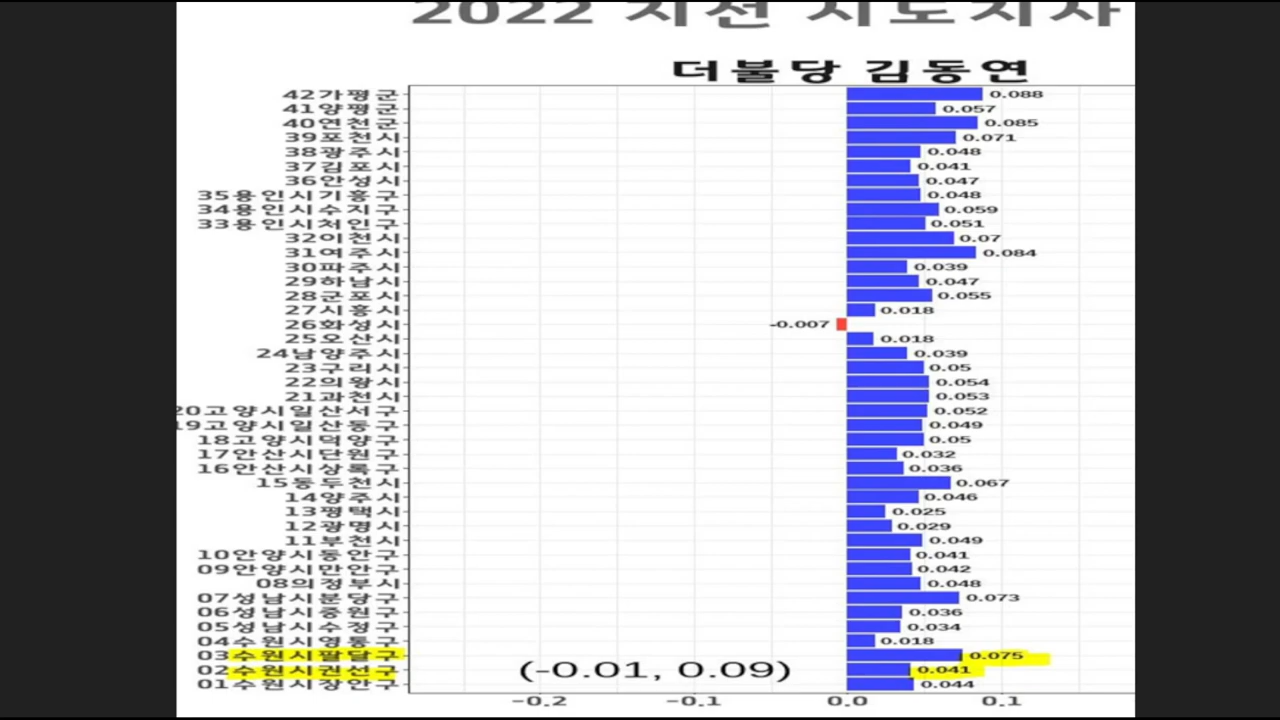 2022 지선 시도지사
더불당 김동연
42가평군 0.088
41양평군 0.057
40연천군 0.085
39포천시 0.071
38광주시 0.048
37김포시 0.041
36안성시 0.047
35용인시기흥구 0.048
34용인시수지구 0.059
33용인시처인구 0.051
32이천시 0.07
31여주시 0.084
30파주시 0.039
29하남시 0.047
28군포시 0.055
27시흥시 0.018
26화성시 -0.007
25오산시 0.018
24남양주시 0.039
23구리시 0.05
22의왕시 0.054
21과천시 0.053
20고양시일산서구 0.052
19고양시일산동구 0.049
18고양시덕양구 0.05
17안산시단원구 0.032
16안산시상록구 0.036
15동두천시 0.067
14양주시 0.046
13평택시 0.025
12광명시 0.029
11부천시 0.049
10안양시동안구 0.041
09안양시만안구 0.042
08의정부시 0.048
07성남시분당구 0.073
06성남시중원구 0.036
05성남시수정구 0.034
04수원시영통구 0.018
03수원시팔달구 0.075
02수원시권선구 (-0.01, 0.09) 0.041
01수원시장안구 0.044
-0.2 -0.1 0.0 0.1